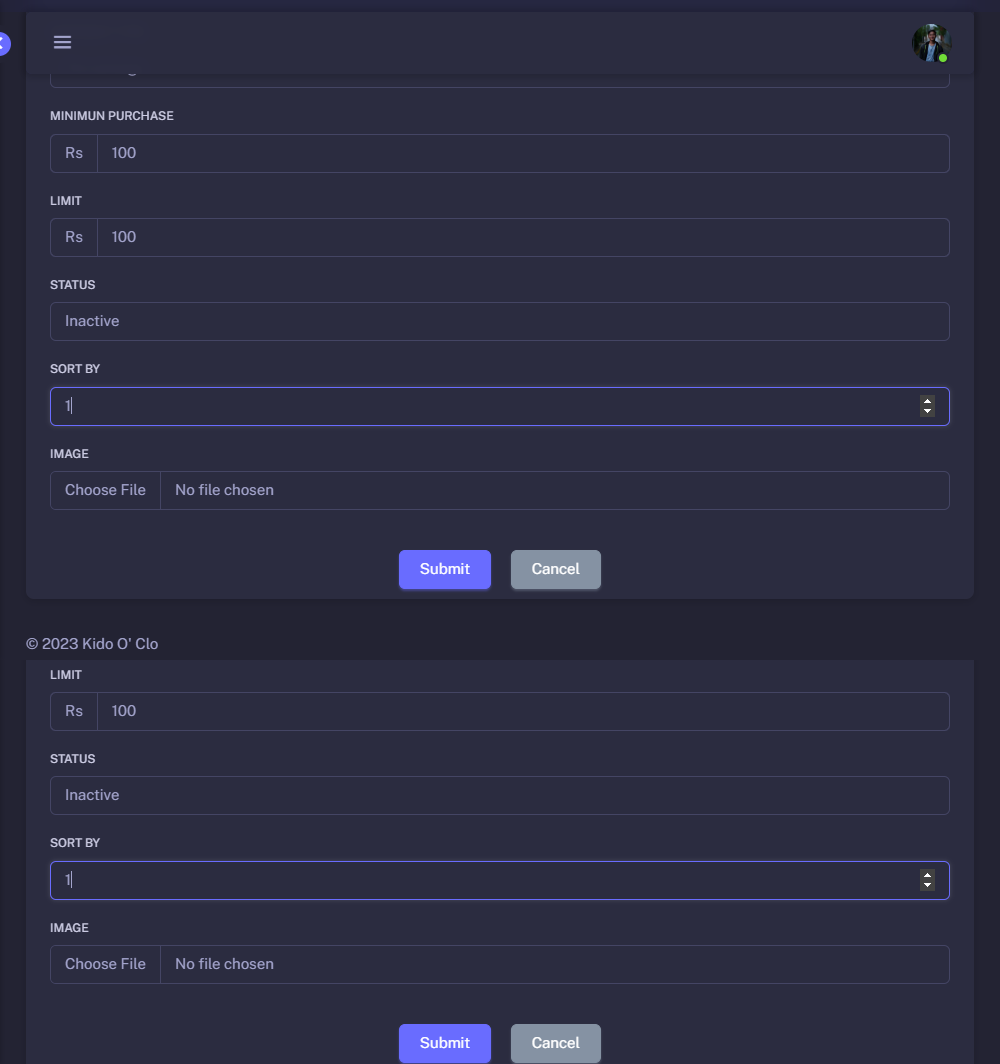 MINIMUN PURCHASE
Rs 100
LIMIT
Rs 100
STATUS
Inactive
SORT BY
1
IMAGE
Choose File No file chosen
Submit Cancel
© 2023 Kido O' Clo
LIMIT
Rs 100
STATUS
Inactive
SORT BY
1
IMAGE
Choose File No file chosen
Submit Cancel